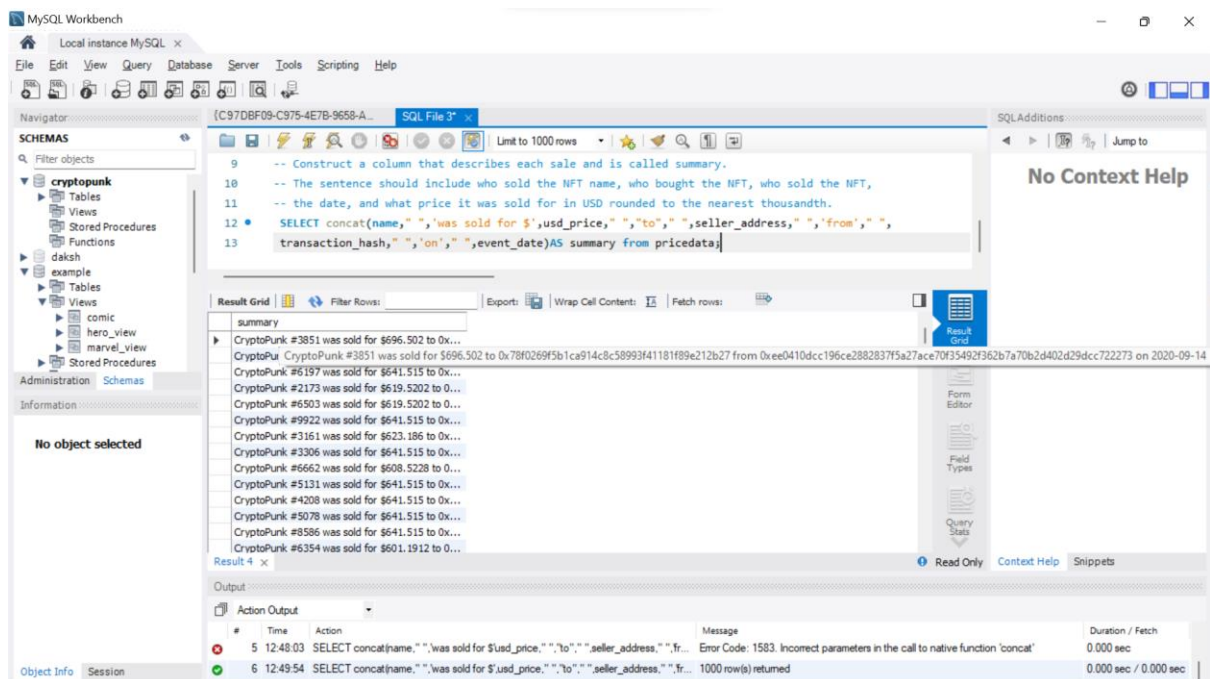 MySQL Workbench
Local instance MySQL
File Edit View Query Database Server Tools Scripting Help
Navigator
SCHEMAS
Filter objects
cryptopunk
Tables
Views
Stored Procedures
Functions
daksh
example
Tables
Views
comic
hero_view
marvel_view
Stored Procedures
Administration Schemas
Information
No object selected
Object Info Session
{C97DBF09-C975-4E7B-9658-A... SQL File 3*
Limit to 1000 rows
9 -- Construct a column that describes each sale and is called summary.
10 -- The sentence should include who sold the NFT name, who bought the NFT, who sold the NFT,
11 -- the date, and what price it was sold for in USD rounded to the nearest thousandth.
12 SELECT concat(name," ",'was sold for $',usd_price," ","to"," ",seller_address," ",'from'," ",
13 transaction_hash," ",'on'," ",event_date)AS summary from pricedata;
Result Grid Filter Rows: Export: Wrap Cell Content: Fetch rows:
summary
CryptoPunk #3851 was sold for $696.502 to 0x...
CryptoPu
CryptoPunk #3851 was sold for $696.502 to 0x78f0269f5b1ca914c8c58993f41181f89e212b27 from 0xee0410dcc196ce2882837f5a27ace70f35492f362b7a70b2d402d29dcc722273 on 2020-09-14
CryptoPunk #6197 was sold for $641.515 to 0x...
CryptoPunk #2173 was sold for $619.5202 to 0...
CryptoPunk #6503 was sold for $619.5202 to 0...
CryptoPunk #9922 was sold for $641.515 to 0x...
CryptoPunk #3161 was sold for $623.186 to 0x...
CryptoPunk #3306 was sold for $641.515 to 0x...
CryptoPunk #6662 was sold for $608.5228 to 0...
CryptoPunk #5131 was sold for $641.515 to 0x...
CryptoPunk #4208 was sold for $641.515 to 0x...
CryptoPunk #5078 was sold for $641.515 to 0x...
CryptoPunk #8586 was sold for $641.515 to 0x...
CryptoPunk #6354 was sold for $601.1912 to 0...
Result Grid
Form Editor
Field Types
Query Stats
Result 4
Read Only
SQLAdditions
Jump to
No Context Help
Context Help Snippets
Output
Action Output
# Time Action Message Duration / Fetch
5 12:48:03 SELECT concat(name," ",'was sold for $'usd_price," ","to"," ",seller_address," ",fr... Error Code: 1583. Incorrect parameters in the call to native function 'concat' 0.000 sec
6 12:49:54 SELECT concat(name," ",'was sold for $',usd_price," ","to"," ",seller_address," ",fr... 1000 row(s) returned 0.000 sec / 0.000 sec